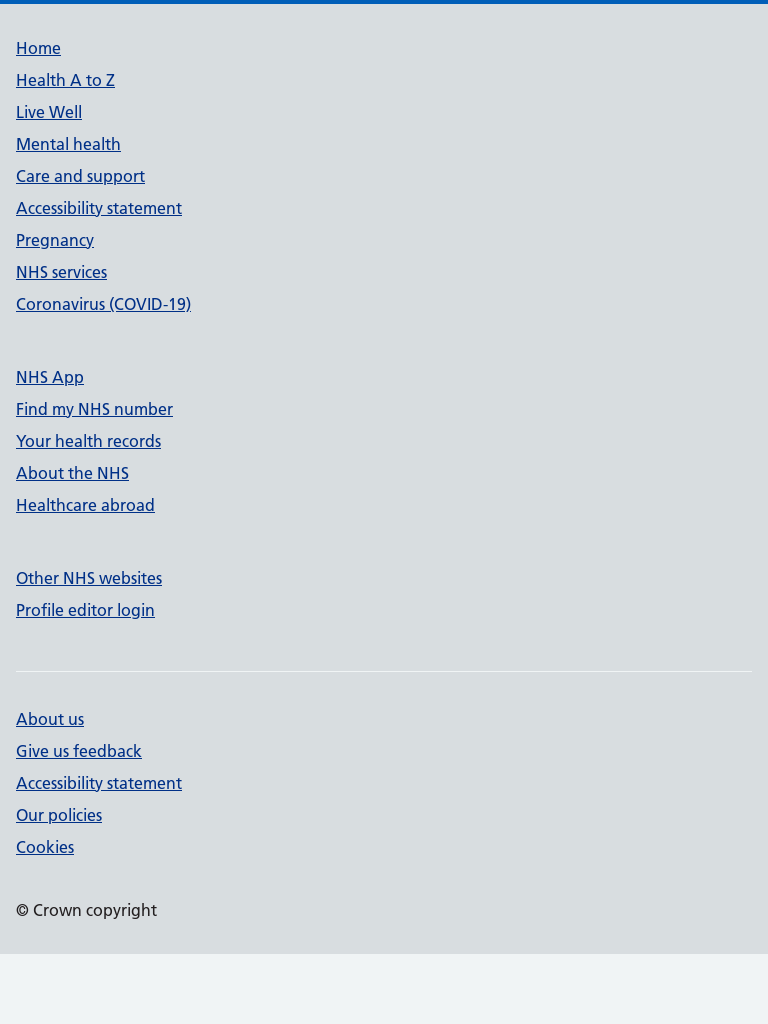 Home
Health A to Z
Live Well
Mental health
Care and support
Accessibility statement
Pregnancy
NHS services
Coronavirus (COVID-19)
NHS App
Find my NHS number
Your health records
About the NHS
Healthcare abroad
Other NHS websites
Profile editor login
About us
Give us feedback
Accessibility statement
Our policies
Cookies
© Crown copyright